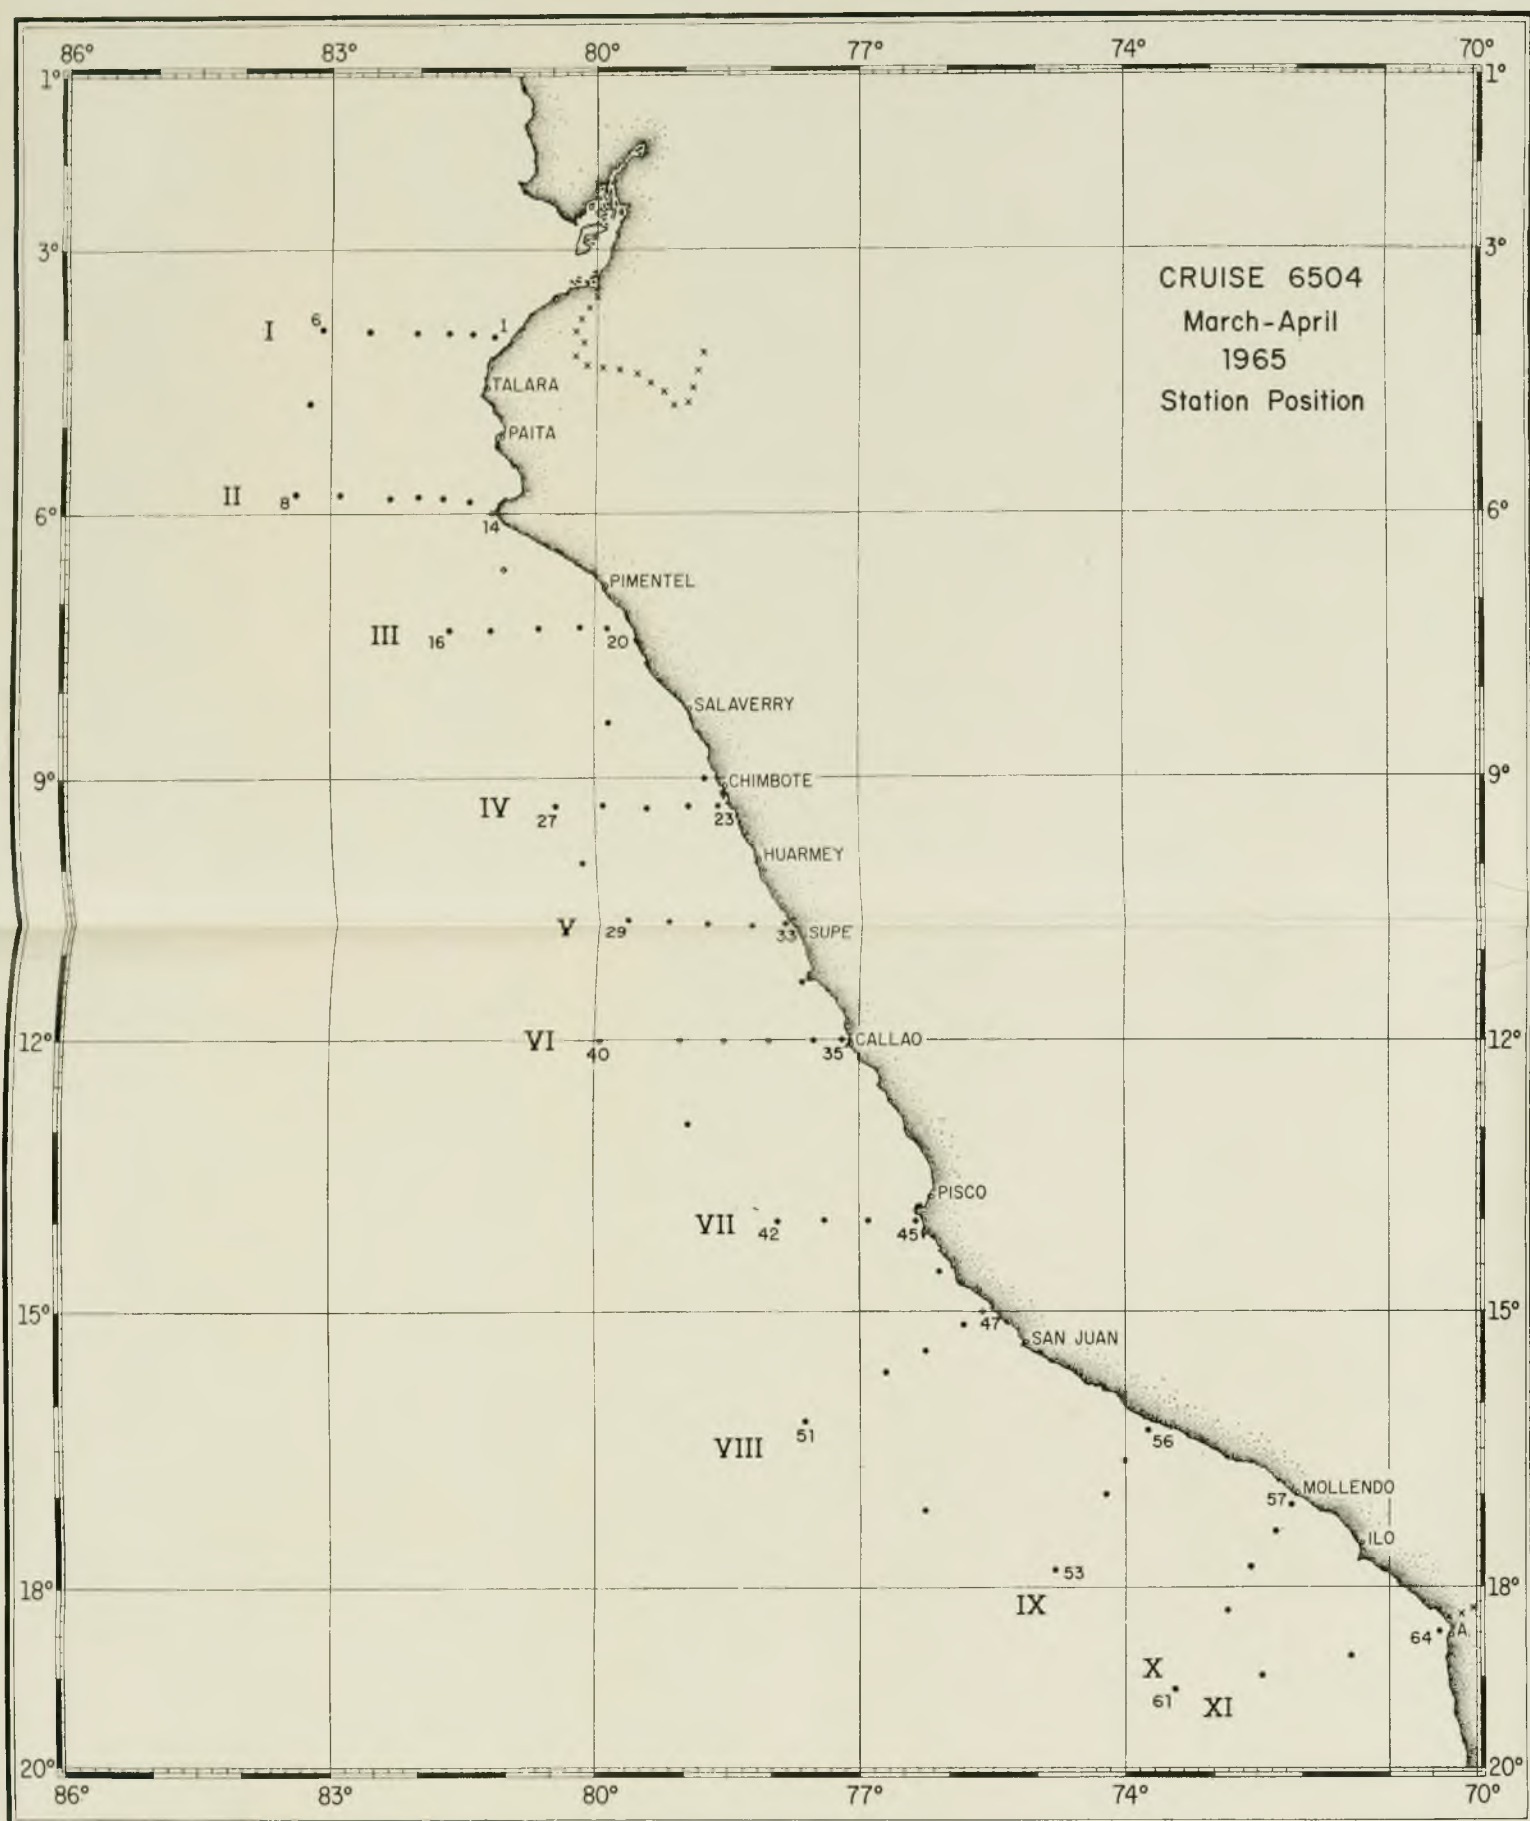 86° 83° 80° 77° 74° 70°
1° 1°
3° 3°
CRUISE 6504
March-April
1965
Station Position
I 6 1
TALARA
PAITA
II 8
6° 14 6°
PIMENTEL
III 16 20
SALAVERRY
9° CHIMBOTE 9°
IV 27 23
HUARMEY
V 29 33 SUPE
12° VI 40 35 CALLAO 12°
PISCO
VII 42 45
15° 47 15°
SAN JUAN
51
VIII 56
MOLLENDO
57
ILO
53
18° 18°
IX
64 A.
X
61 XI
20° 20°
86° 83° 80° 77° 74° 70°